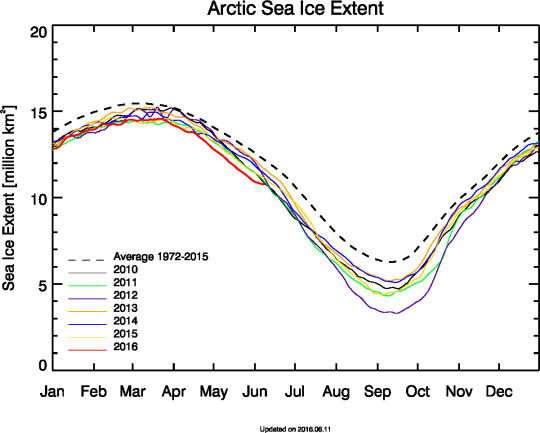 Arctic Sea Ice Extent
20
15
10
5
0
Sea Ice Extent [million km²]
Average 1972-2015
2010
2011
2012
2013
2014
2015
2016
Jan Feb Mar Apr May Jun Jul Aug Sep Oct Nov Dec
Updated on 2016.06.11